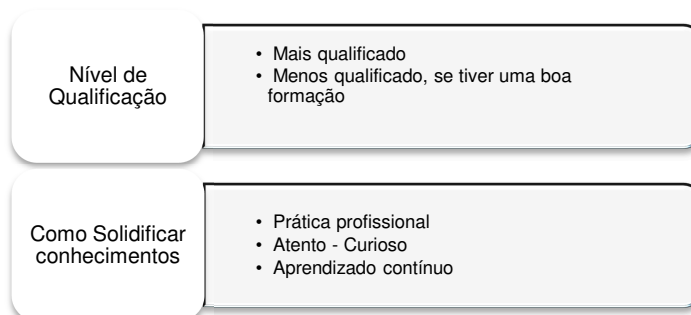 Nível de
Qualificação
• Mais qualificado
• Menos qualificado, se tiver uma boa
formação
Como Solidificar
conhecimentos
• Prática profissional
• Atento - Curioso
• Aprendizado contínuo